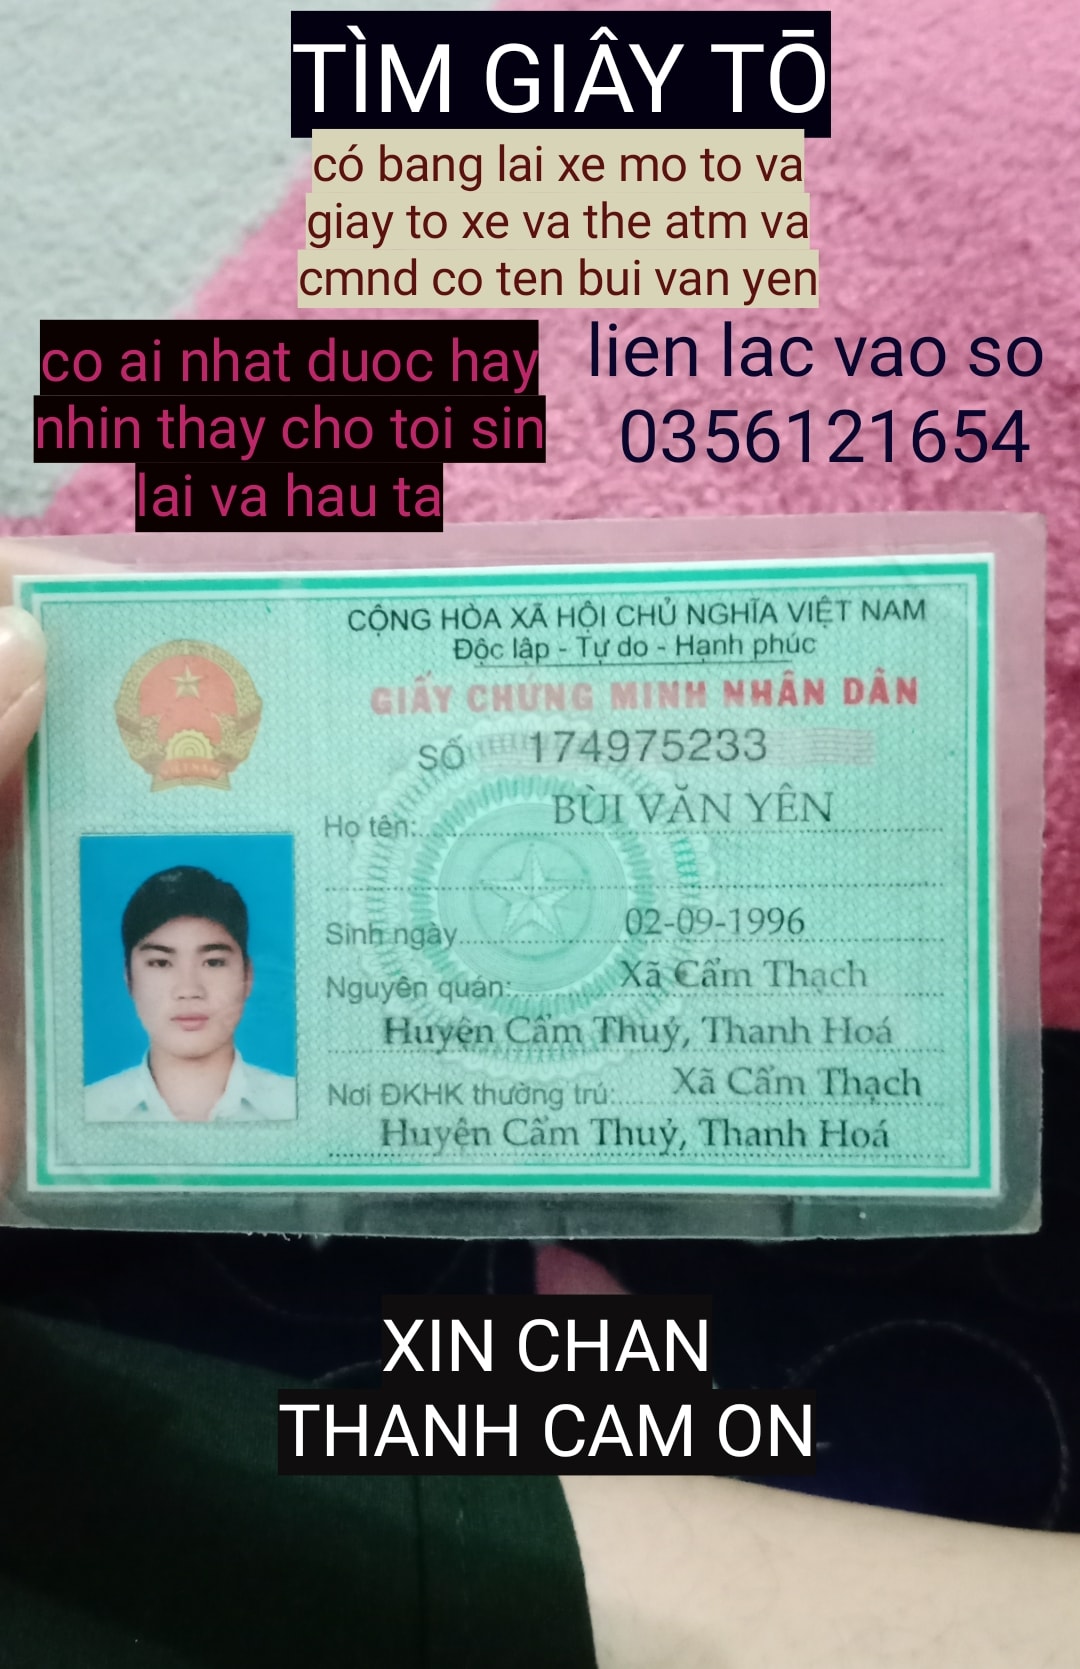 TÌM GIÂY TŌ
có bang lai xe mo to va
giay to xe va the atm va
cmnd co ten bui van yen
co ai nhat duoc hay
nhin thay cho toi sin
lai va hau ta
lien lac vao so
0356121654
CỘNG HÒA XÃ HỘI CHỦ NGHĨA VIỆT NAM
Độc lập - Tự do - Hạnh phúc
GIẤY CHỨNG MINH NHÂN DÂN
SỐ 174975233
Họ tên: BÙI VĂN YÊN
Sinh ngày 02-09-1996
Nguyên quán: Xã Cẩm Thạch
Huyện Cẩm Thuỷ, Thanh Hoá
Nơi ĐKHK thường trú: Xã Cẩm Thạch
Huyện Cẩm Thuỷ, Thanh Hoá
VIETNAM
XIN CHAN
THANH CAM ON